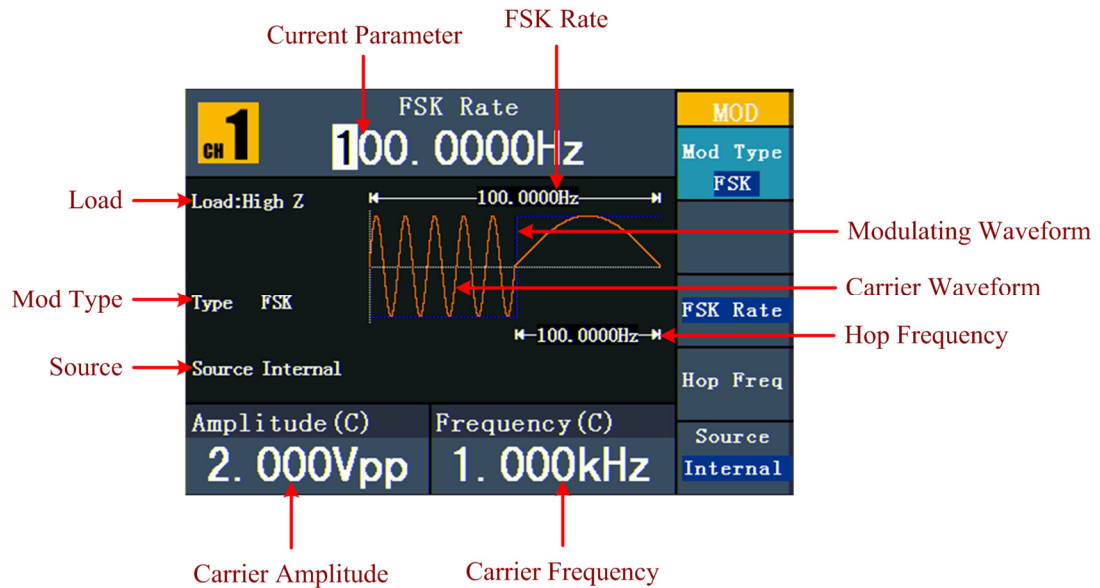 FSK Rate
Current Parameter
CH 1
FSK Rate
100.0000Hz
MOD
Mod Type
FSK
Load
Load:High Z
100.0000Hz
Modulating Waveform
Mod Type
Type FSK
Carrier Waveform
FSK Rate
100.0000Hz
Hop Frequency
Source
Source Internal
Hop Freq
Amplitude(C)
Frequency(C)
Source
2.000Vpp
1.000kHz
Internal
Carrier Amplitude
Carrier Frequency